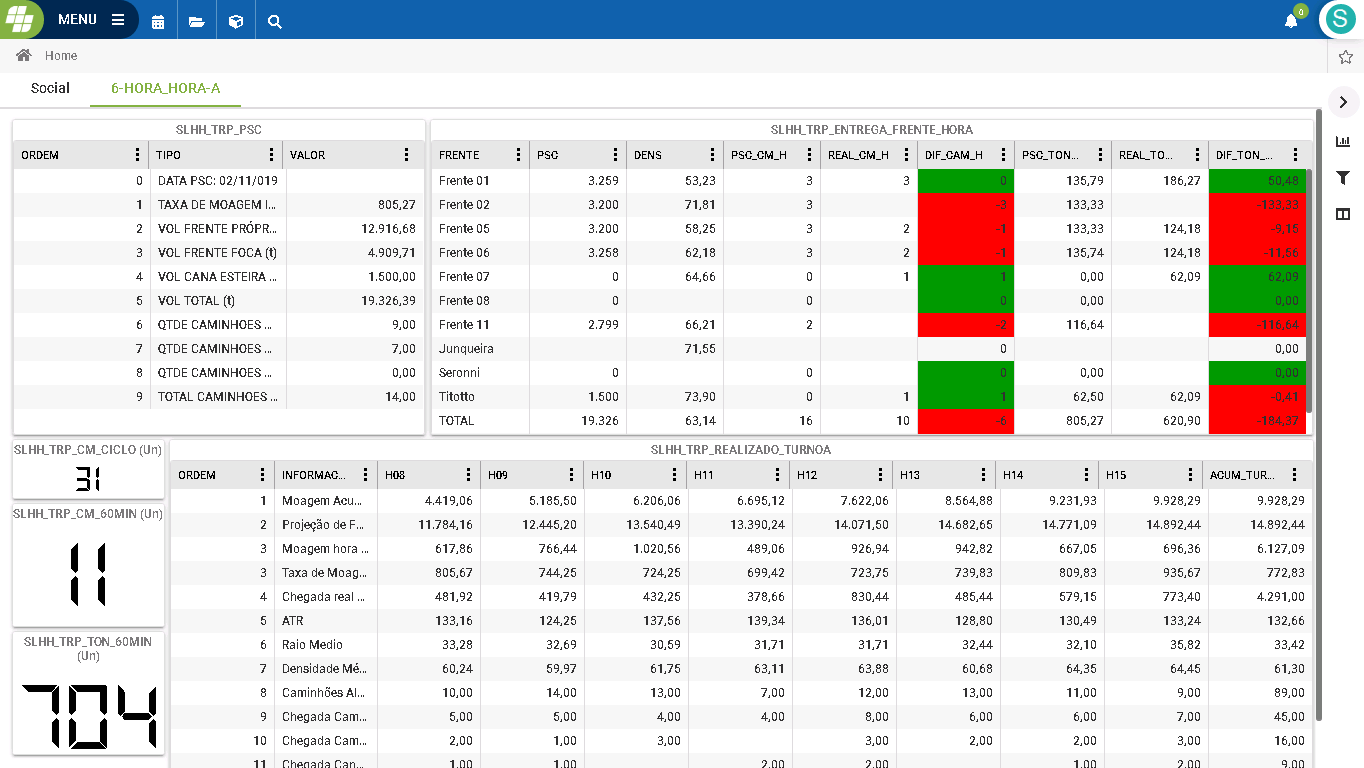 MENU
0
S
Home
Social 6-HORA_HORA-A
SLHH_TRP_PSC
ORDEM TIPO VALOR
0 DATA PSC: 02/11/019
1 TAXA DE MOAGEM I... 805,27
2 VOL FRENTE PRÓPR... 12.916,68
3 VOL FRENTE FOCA (t) 4.909,71
4 VOL CANA ESTEIRA ... 1.500,00
5 VOL TOTAL (t) 19.326,39
6 QTDE CAMINHOES ... 9,00
7 QTDE CAMINHOES ... 7,00
8 QTDE CAMINHOES ... 0,00
9 TOTAL CAMINHOES ... 14,00
SLHH_TRP_ENTREGA_FRENTE_HORA
FRENTE PSC DENS PSC_CM_H REAL_CM_H DIF_CAM_H PSC_TON... REAL_TO... DIF_TON_...
Frente 01 3.259 53,23 3 3 0 135,79 186,27 50,48
Frente 02 3.200 71,81 3 -3 133,33 -133,33
Frente 05 3.200 58,25 3 2 -1 133,33 124,18 -9,15
Frente 06 3.258 62,18 3 2 -1 135,74 124,18 -11,56
Frente 07 0 64,66 0 1 1 0,00 62,09 62,09
Frente 08 0 0 0 0,00 0,00
Frente 11 2.799 66,21 2 -2 116,64 -116,64
Junqueira 71,55 0 0,00
Seronni 0 0 0 0,00 0,00
Titotto 1.500 73,90 0 1 1 62,50 62,09 -0,41
TOTAL 19.326 63,14 16 10 -6 805,27 620,90 -184,37
SLHH_TRP_CM_CICLO (Un)
31
SLHH_TRP_CM_60MIN (Un)
11
SLHH_TRP_TON_60MIN
(Un)
704
SLHH_TRP_REALIZADO_TURNOA
ORDEM INFORMAC... H08 H09 H10 H11 H12 H13 H14 H15 ACUM_TUR...
1 Moagem Acu... 4.419,06 5.185,50 6.206,06 6.695,12 7.622,06 8.564,88 9.231,93 9.928,29 9.928,29
2 Projeção de F... 11.784,16 12.445,20 13.540,49 13.390,24 14.071,50 14.682,65 14.771,09 14.892,44 14.892,44
3 Moagem hora ... 617,86 766,44 1.020,56 489,06 926,94 942,82 667,05 696,36 6.127,09
3 Taxa de Moag... 805,67 744,25 724,25 699,42 723,75 739,83 809,83 935,67 772,83
4 Chegada real ... 481,92 419,79 432,25 378,66 830,44 485,44 579,15 773,40 4.291,00
5 ATR 133,16 124,25 137,56 139,34 136,01 128,80 130,49 133,24 132,66
6 Raio Medio 33,28 32,69 30,59 31,71 31,71 32,44 32,10 35,82 33,42
7 Densidade Mé... 60,24 59,97 61,75 63,11 63,88 60,68 64,35 64,45 61,30
8 Caminhões Al... 10,00 14,00 13,00 7,00 12,00 13,00 11,00 9,00 89,00
9 Chegada Cam... 5,00 5,00 4,00 4,00 8,00 6,00 6,00 7,00 45,00
10 Chegada Cam... 2,00 1,00 3,00 3,00 2,00 2,00 3,00 16,00
11 Chegada Can... 1,00 1,00 2,00 2,00 1,00 2,00 9,00